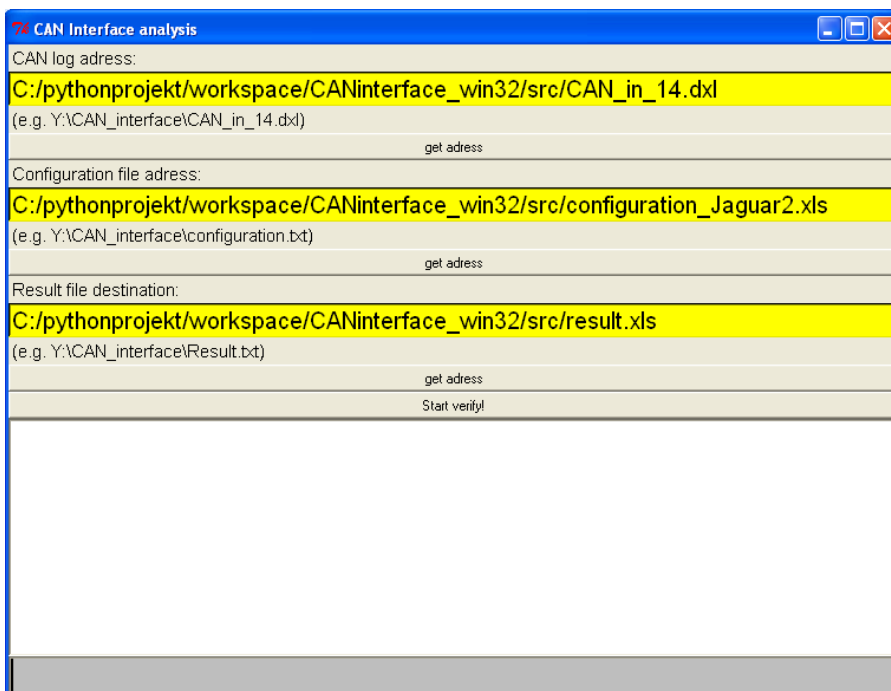 CAN Interface analysis
CAN log adress:
C:/pythonprojekt/workspace/CANinterface_win32/src/CAN_in_14.dxl
(e.g. Y:\CAN_interface\CAN_in_14.dxl)
get adress
Configuration file adress:
C:/pythonprojekt/workspace/CANinterface_win32/src/configuration_Jaguar2.xls
(e.g. Y:\CAN_interface\configuration.txt)
get adress
Result file destination:
C:/pythonprojekt/workspace/CANinterface_win32/src/result.xls
(e.g. Y:\CAN_interface\Result.txt)
get adress
Start verify!